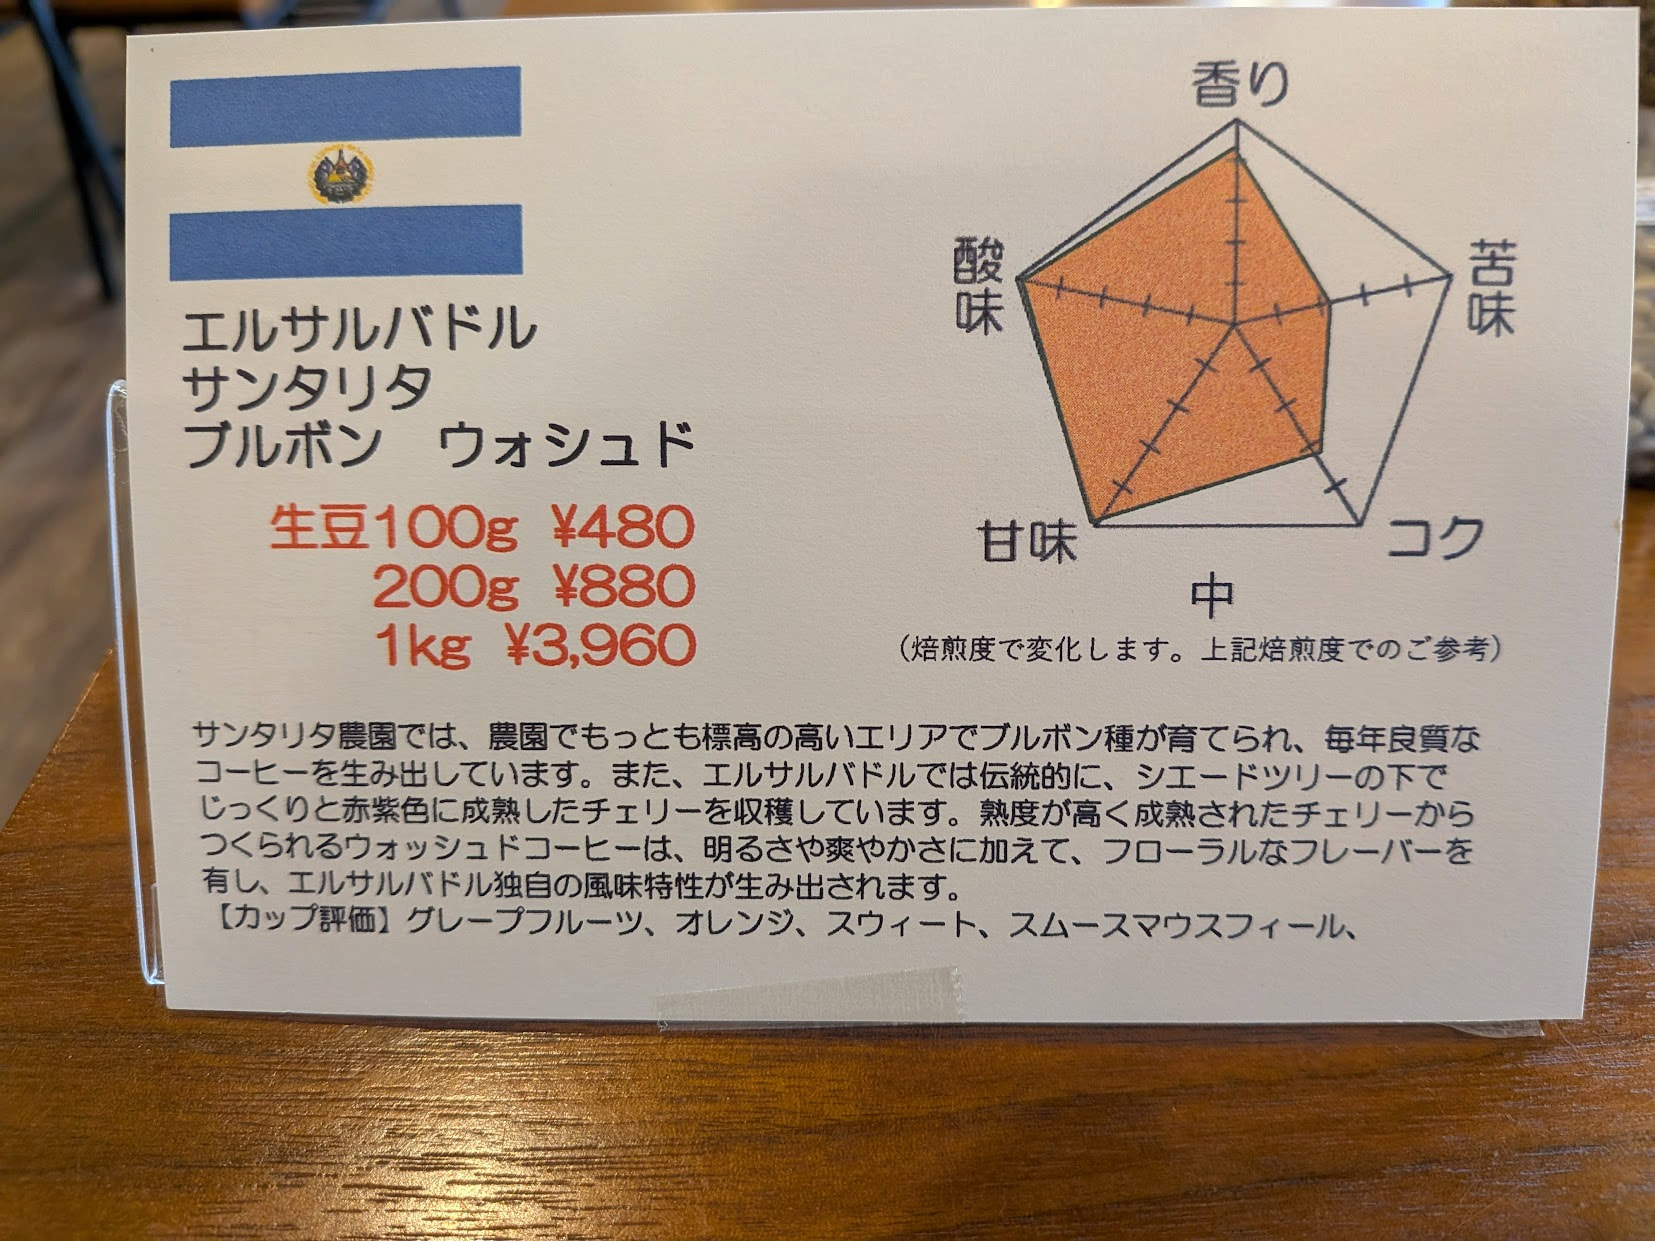 エルサルバドル
サンタリタ
ブルボン　ウォシュド
生豆100g ¥480
200g ¥880
1kg ¥3,960
香り
酸味
苦味
甘味
コク
中
（焙煎度で変化します。上記焙煎度でのご参考）
サンタリタ農園では、農園でもっとも標高の高いエリアでブルボン種が育てられ、毎年良質な
コーヒーを生み出しています。また、エルサルバドルでは伝統的に、シエードツリーの下で
じっくりと赤紫色に成熟したチェリーを収穫しています。熟度が高く成熟されたチェリーから
つくられるウォッシュドコーヒーは、明るさや爽やかさに加えて、フローラルなフレーバーを
有し、エルサルバドル独自の風味特性が生み出されます。
【カップ評価】グレープフルーツ、オレンジ、スウィート、スムースマウスフィール、